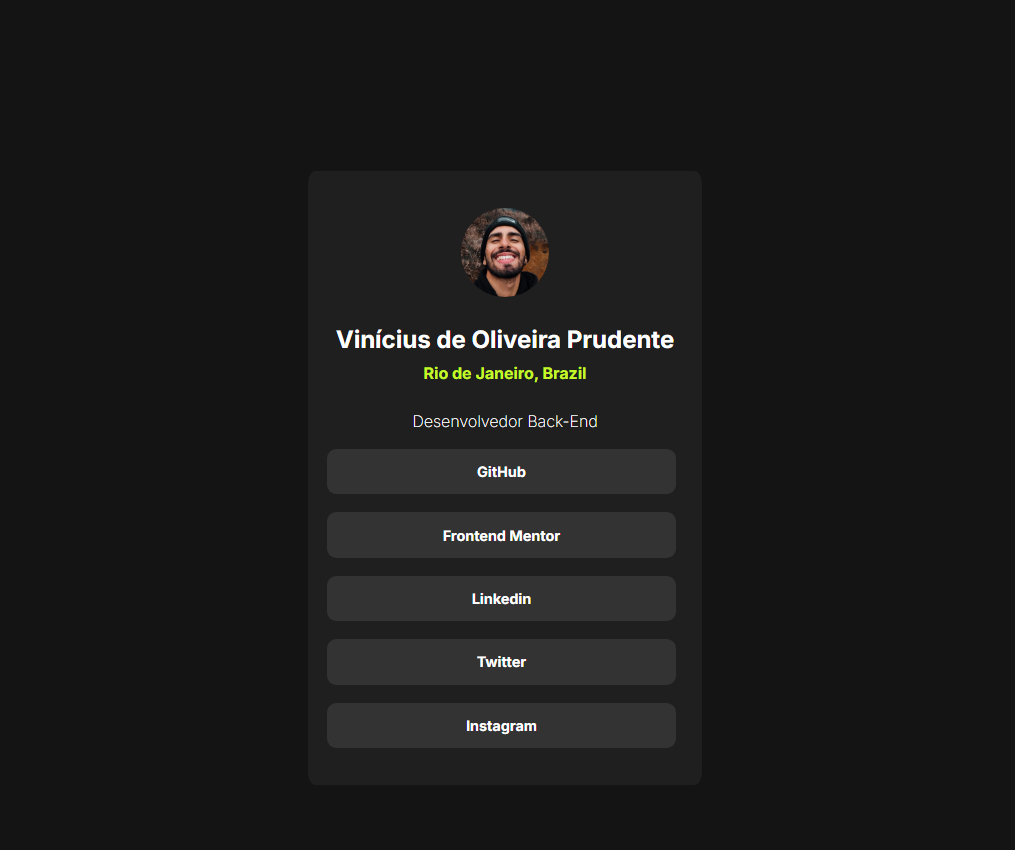 Vinícius de Oliveira Prudente
Rio de Janeiro, Brazil
Desenvolvedor Back-End
GitHub
Frontend Mentor
Linkedin
Twitter
Instagram